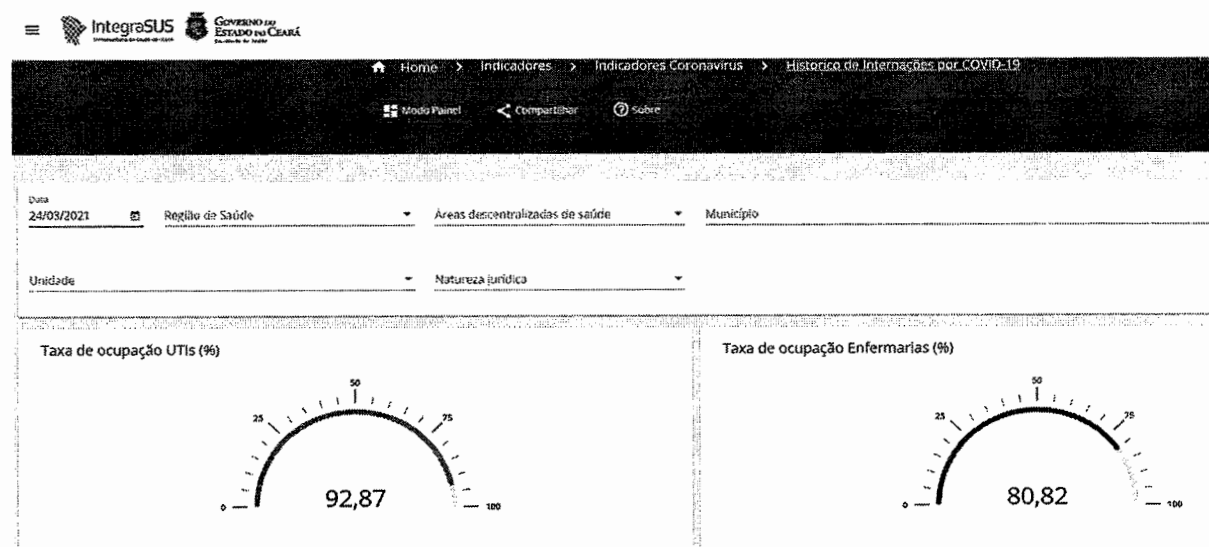 IntegraSUS
GOVERNO DO
ESTADO DO CEARÁ
Home > Indicadores > Indicadores Coronavírus > Histórico de Internações por COVID-19
Modo Painel Compartilhar Sobre
Data
24/03/2021 Região de Saúde Áreas descentralizadas de saúde Município
Unidade Natureza jurídica
Taxa de ocupação UTIs (%) Taxa de ocupação Enfermarias (%)
0 25 50 75 100
92,87
0 25 50 75 100
80,82